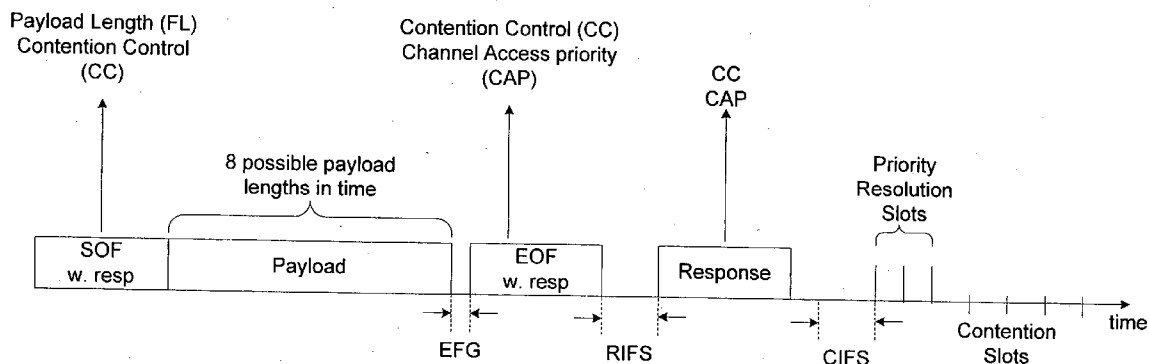 Payload Length (FL)
Contention Control
(CC)
Contention Control (CC)
Channel Access priority
(CAP)
CC
CAP
8 possible payload
lengths in time
Priority
Resolution
Slots
SOF
w. resp
Payload
EOF
w. resp
Response
time
EFG
RIFS
CIFS
Contention
Slots